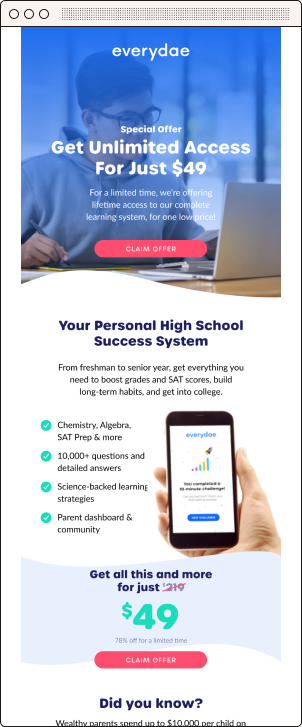 everydae
Special Offer
Get Unlimited Access
For Just $49
For a limited time, we're offering
lifetime access to our complete
learning system, for one low price!
CLAIM OFFER
Your Personal High School
Success System
From freshman to senior year, get everything you
need to boost grades and SAT scores, build
long-term habits, and get into college.
Chemistry, Algebra,
SAT Prep & more
10,000+ questions and
detailed answers
Science-backed learning
strategies
Parent dashboard &
community
everydae
You completed a
10-minute challenge!
Get all this and more
for just $219
$49
78% off for a limited time
CLAIM OFFER
Did you know?
Wealthy parents spend up to $10,000 per child on